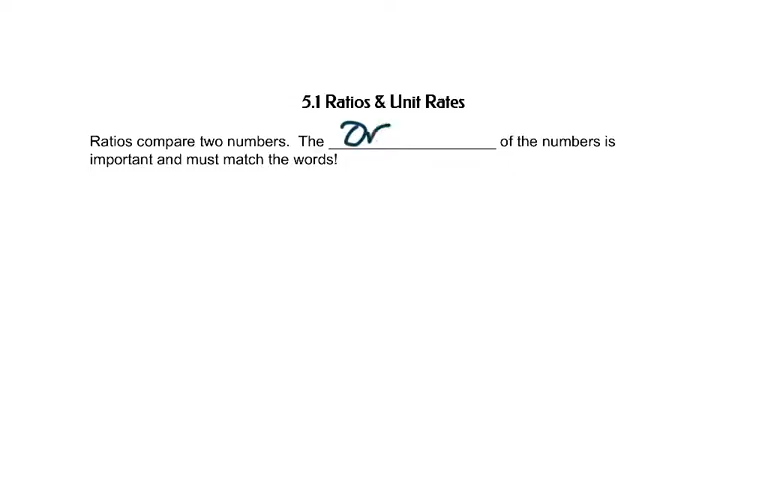 5.1 Ratios & Unit Rates
Ratios compare two numbers. The Or of the numbers is
important and must match the words!